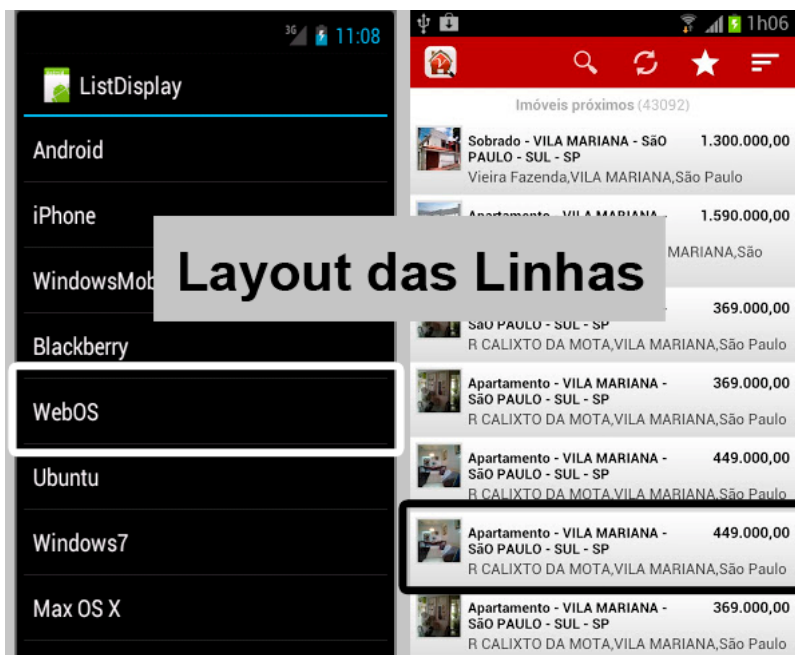 3G 11:08
ListDisplay
Android
iPhone
WindowsMob
Blackberry
WebOS
Ubuntu
Windows7
Max OS X
Layout das Linhas
1h06
Imóveis próximos (43092)
Sobrado - VILA MARIANA - SãO 1.300.000,00
PAULO - SUL - SP
Vieira Fazenda,VILA MARIANA,São Paulo
Apartamento - VILA MARIANA - 1.590.000,00
MARIANA,São
369.000,00
SãO PAULO - SUL - SP
R CALIXTO DA MOTA,VILA MARIANA,São Paulo
Apartamento - VILA MARIANA - 369.000,00
SãO PAULO - SUL - SP
R CALIXTO DA MOTA,VILA MARIANA,São Paulo
Apartamento - VILA MARIANA - 449.000,00
SãO PAULO - SUL - SP
R CALIXTO DA MOTA,VILA MARIANA,São Paulo
Apartamento - VILA MARIANA - 449.000,00
SãO PAULO - SUL - SP
R CALIXTO DA MOTA,VILA MARIANA,São Paulo
Apartamento - VILA MARIANA - 369.000,00
SãO PAULO - SUL - SP
R CALIXTO DA MOTA,VILA MARIANA,São Paulo